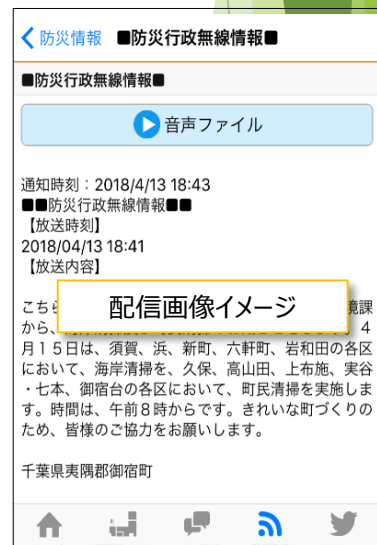 防災情報 ■防災行政無線情報■
■防災行政無線情報■
音声ファイル
通知時刻：2018/4/13 18:43
■■防災行政無線情報■■
【放送時刻】
2018/04/13 18:41
【放送内容】
こち
配信画像イメージ
境課
から、
４
月１５日は、須賀、浜、新町、六軒町、岩和田の各区
において、海岸清掃を、久保、高山田、上布施、実谷
・七本、御宿台の各区において、町民清掃を実施しま
す。時間は、午前８時からです。きれいな町づくりの
ため、皆様のご協力をお願いします。
千葉県夷隅郡御宿町